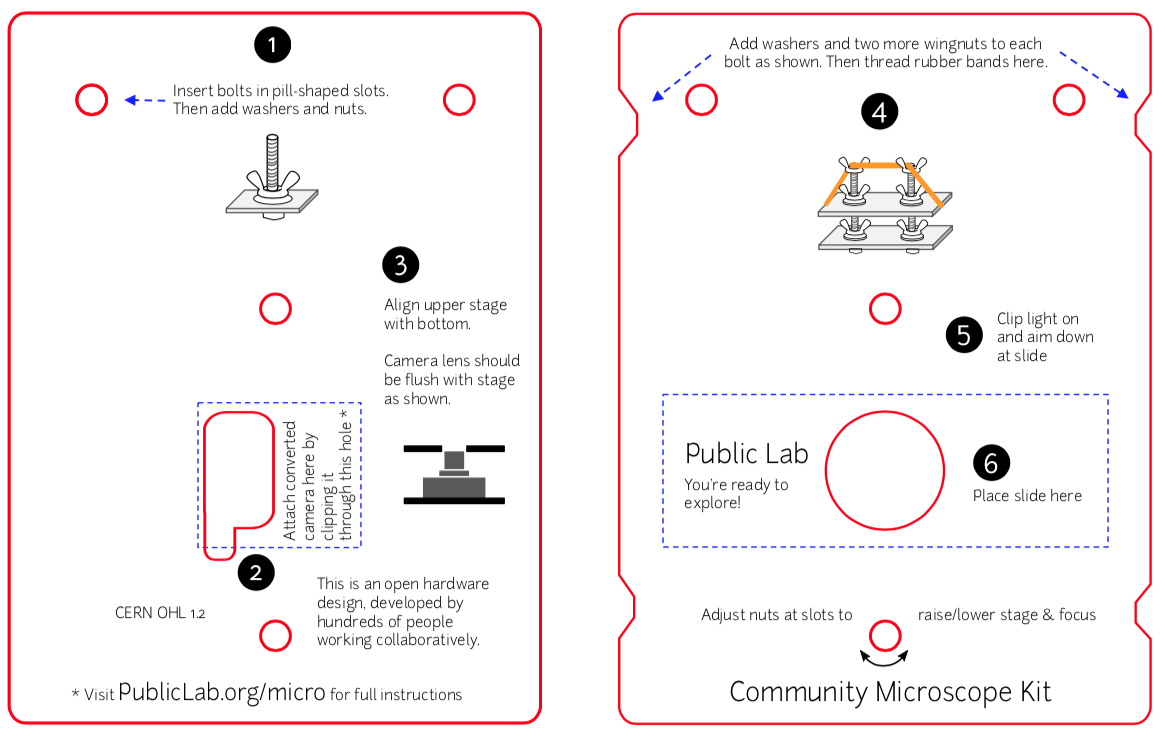 1
Insert bolts in pill-shaped slots.
Then add washers and nuts.
3
Align upper stage
with bottom.
Camera lens should
be flush with stage
as shown.
Attach converted
camera here by
clipping it
through this hole *
2
This is an open hardware
design, developed by
hundreds of people
working collaboratively.
CERN OHL 1.2
* Visit PublicLab.org/micro for full instructions
Add washers and two more wingnuts to each
bolt as shown. Then thread rubber bands here.
4
5
Clip light on
and aim down
at slide
Public Lab
You're ready to
explore!
6
Place slide here
Adjust nuts at slots to raise/lower stage & focus
Community Microscope Kit